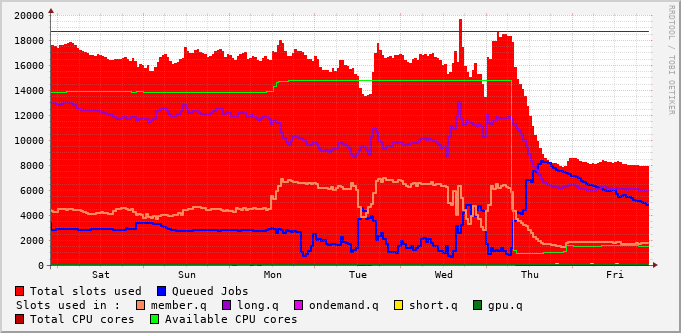 20000
18000
16000
14000
12000
10000
8000
6000
4000
2000
0
Sat Sun Mon Tue Wed Thu Fri
RRDTOOL / TOBI OETIKER
Total slots used Queued Jobs
Slots used in : member.q long.q ondemand.q short.q gpu.q
Total CPU cores Available CPU cores